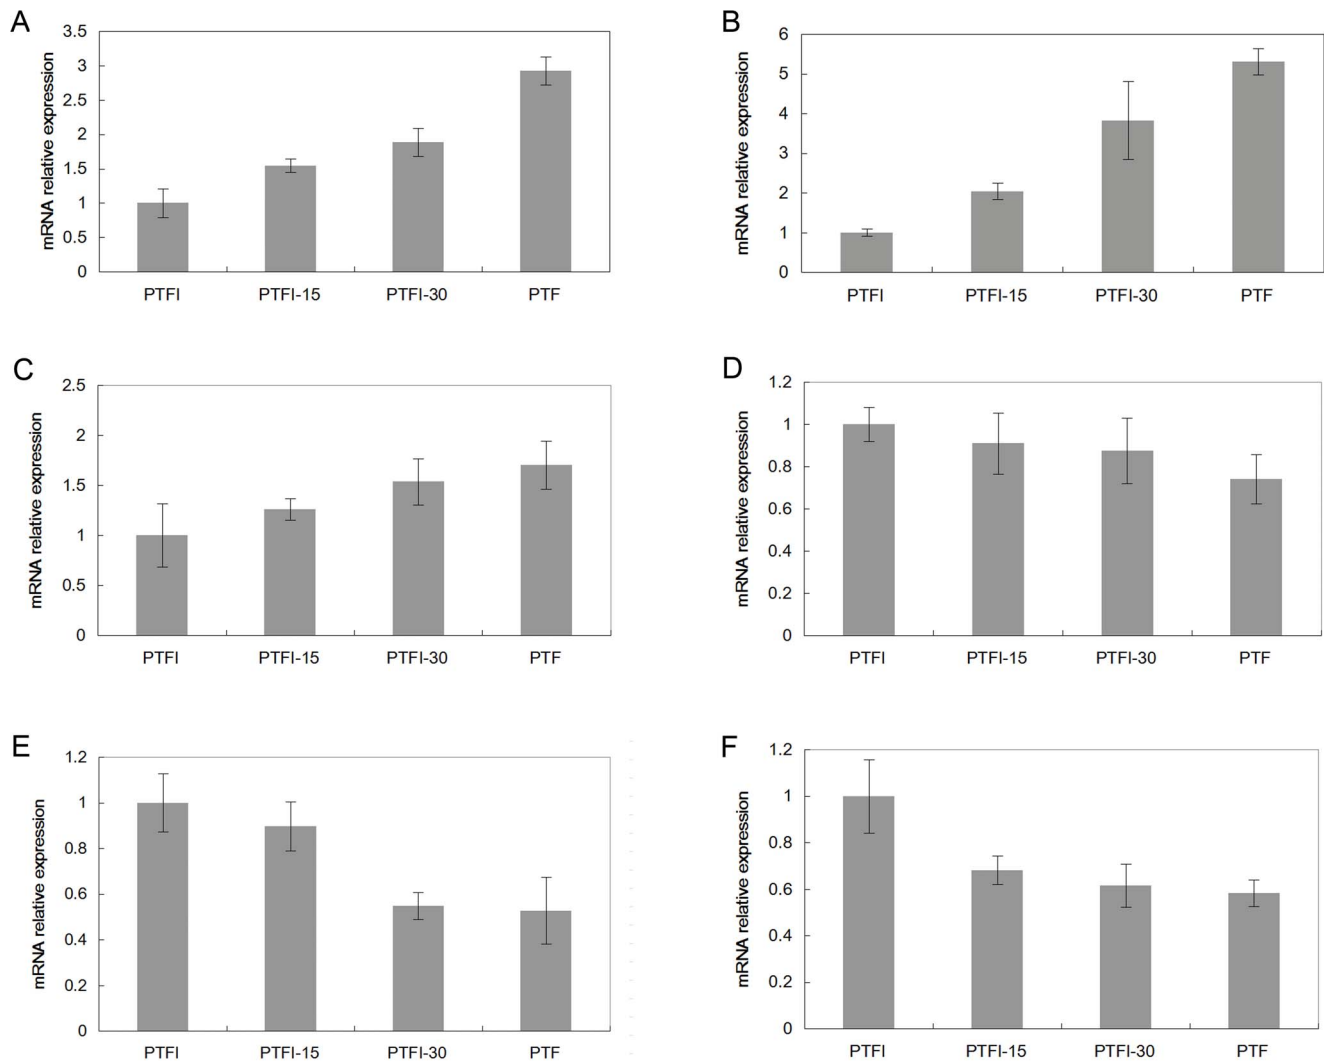 A
mRNA relative expression
3.5
3
2.5
2
1.5
1
0.5
0
PTFI PTFI-15 PTFI-30 PTF
B
mRNA relative expression
6
5
4
3
2
1
0
PTFI PTFI-15 PTFI-30 PTF
C
mRNA relative expression
2.5
2
1.5
1
0.5
0
PTFI PTFI-15 PTFI-30 PTF
D
mRNA relative expression
1.2
1
0.8
0.6
0.4
0.2
0
PTFI PTFI-15 PTFI-30 PTF
E
mRNA relative expression
1.2
1
0.8
0.6
0.4
0.2
0
PTFI PTFI-15 PTFI-30 PTF
F
mRNA relative expression
1.2
1
0.8
0.6
0.4
0.2
0
PTFI PTFI-15 PTFI-30 PTF